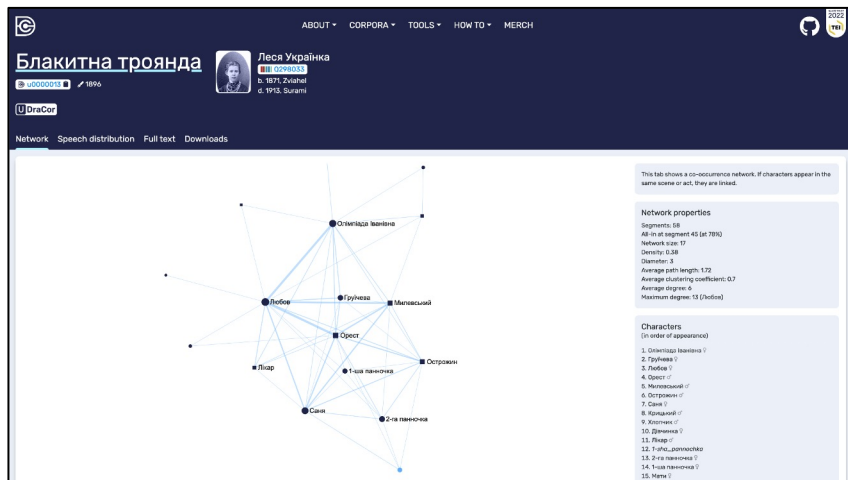 ABOUT CORPORA TOOLS HOW TO MERCH
2022
TEI
Блакитна троянда
u0000013
1896
Леся Українка
Q298033
b. 1871, Zviahel
d. 1913, Surami
U DraCor
Network Speech distribution Full text Downloads
This tab shows a co-occurrence network. If characters appear in the
same scene or act, they are linked.
Олімпіада Іванівна
Любов
Груїчева
Милевський
Орест
Лікар
1-ша панночка
Острожин
Саня
2-га панночка
Network properties
Segments: 58
All-in at segment 45 (at 78%)
Network size: 17
Density: 0.38
Diameter: 3
Average path length: 1.72
Average clustering coefficient: 0.7
Average degree: 6
Maximum degree: 13 (Любов)
Characters
(in order of appearance)
1. Олімпіада Іванівна ♀
2. Груїчева ♀
3. Любов ♀
4. Орест ♂
5. Милевський ♂
6. Острожин ♂
7. Саня ♀
8. Крицький ♂
9. Хлопчик ♂
10. Дівчинка ♀
11. Лікар ♂
12. 1-sha_pannochka
13. 2-га панночка ♀
14. 1-ша панночка ♀
15. Мати ♀